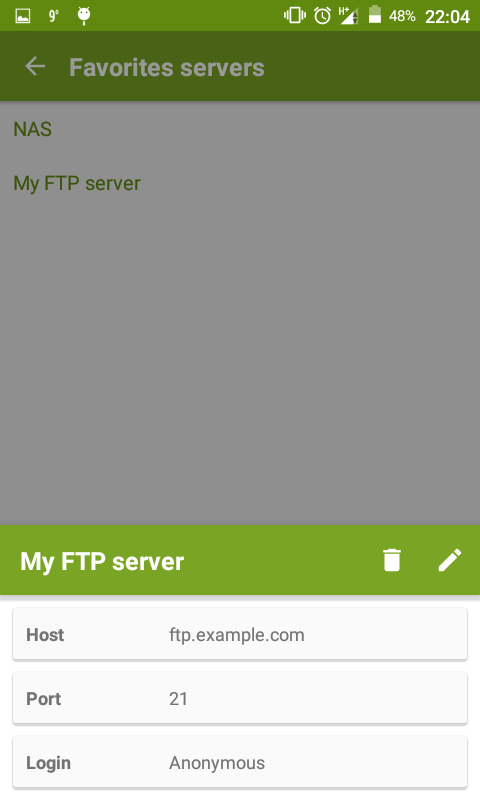 9° H+ 48% 22:04
Favorites servers
NAS
My FTP server
My FTP server
Host ftp.example.com
Port 21
Login Anonymous